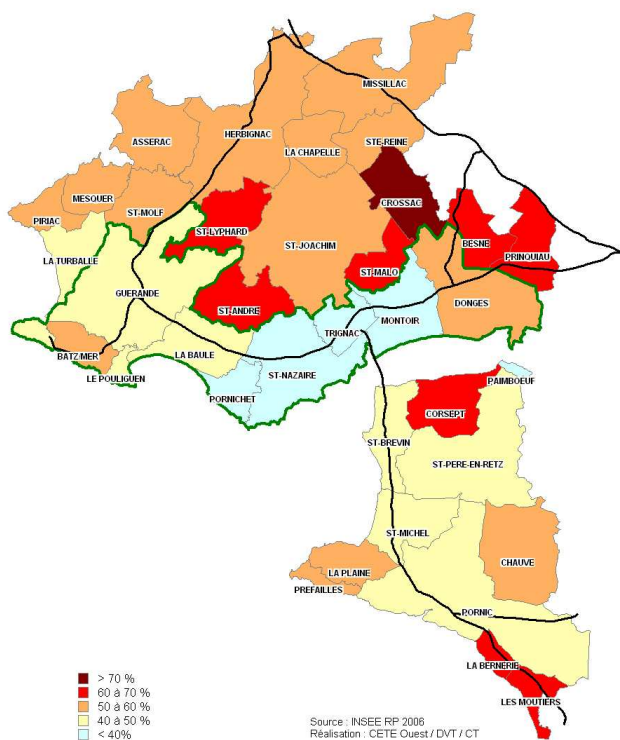 MISSILLAC
HERBIGNAC
ASSERAC
STE-REINE
LA CHAPELLE
MESQUER
CROSSAC
PIRIAC
ST-MOLF
ST-LYPHARD
ST-JOACHIM
BESNE
PRINQUIAU
LA TURBALLE
ST-MALO
GUERANDE
ST-ANDRE
DONGES
MONTOIR
TRIGNAC
BATZ/MER
LA BAULE
ST-NAZAIRE
LE POULIGUEN
PORNICHET
PAIMBOEUF
CORSEPT
ST-BREVIN
ST-PERE-EN-RETZ
ST-MICHEL
CHAUVE
LA PLAINE
PREFAILLES
PORNIC
LA BERNERIE
LES MOUTIERS
> 70 %
60 à 70 %
50 à 60 %
40 à 50 %
< 40%
Source : INSEE RP 2006
Réalisation : CETE Ouest / DVT / CT